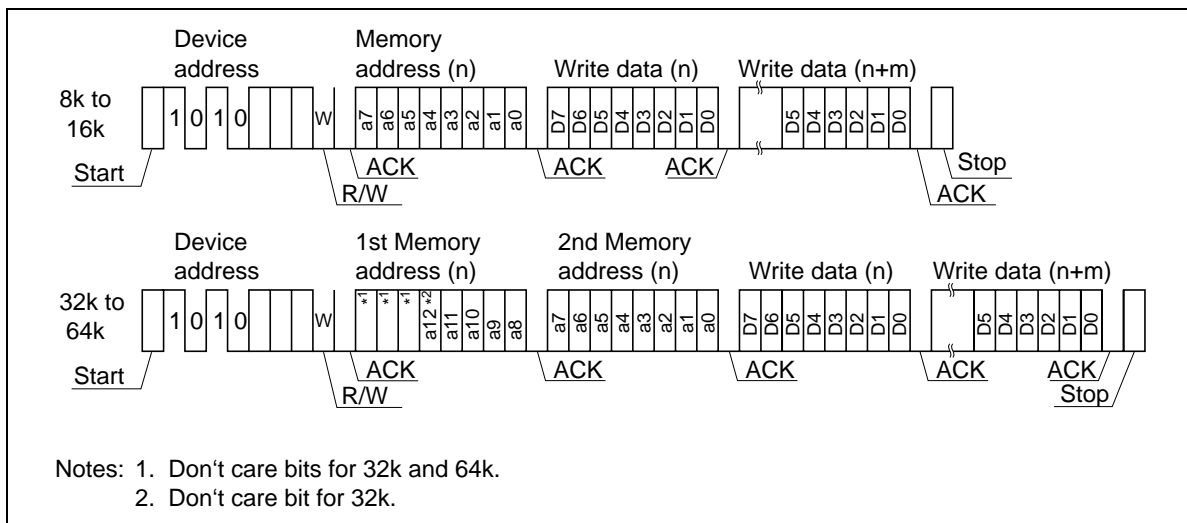 Device address Memory address (n) Write data (n) Write data (n+m)
8k to 16k
1 0 1 0 W a7 a6 a5 a4 a3 a2 a1 a0 D7 D6 D5 D4 D3 D2 D1 D0 D5 D4 D3 D2 D1 D0
Start ACK ACK ACK Stop
R/W ACK
Device address 1st Memory address (n) 2nd Memory address (n) Write data (n) Write data (n+m)
32k to 64k
1 0 1 0 W *1 *1 *1 a12 *2 a11 a10 a9 a8 a7 a6 a5 a4 a3 a2 a1 a0 D7 D6 D5 D4 D3 D2 D1 D0 D5 D4 D3 D2 D1 D0
Start ACK ACK ACK ACK ACK
R/W Stop
Notes: 1. Don‘t care bits for 32k and 64k.
2. Don‘t care bit for 32k.